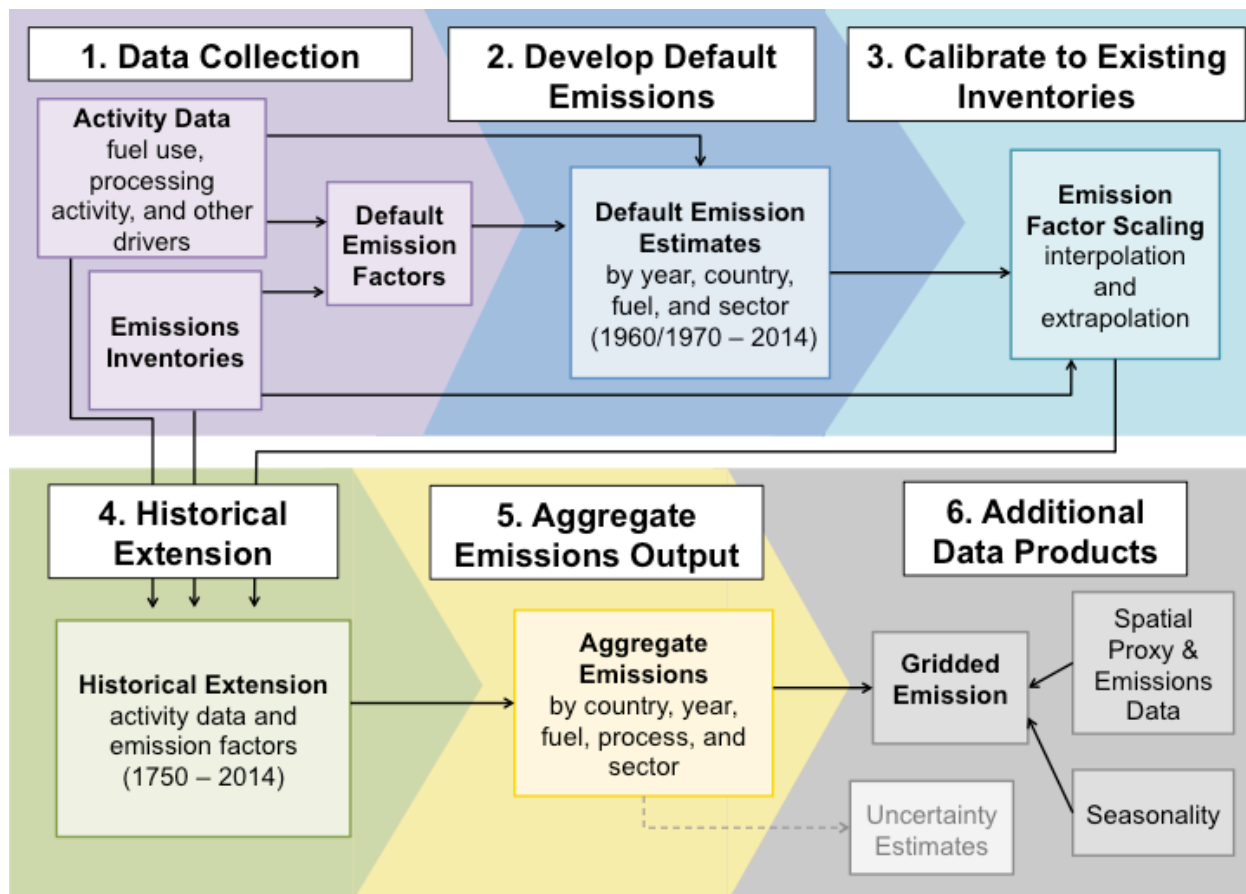 1. Data Collection
Activity Data
fuel use,
processing
activity, and other
drivers
Emissions
Inventories
Default
Emission
Factors
2. Develop Default
Emissions
Default Emission
Estimates
by year, country,
fuel, and sector
(1960/1970 – 2014)
3. Calibrate to Existing
Inventories
Emission
Factor Scaling
interpolation
and
extrapolation
4. Historical
Extension
Historical Extension
activity data and
emission factors
(1750 – 2014)
5. Aggregate
Emissions Output
Aggregate
Emissions
by country, year,
fuel, process, and
sector
6. Additional
Data Products
Gridded
Emission
Spatial
Proxy &
Emissions
Data
Seasonality
Uncertainty
Estimates